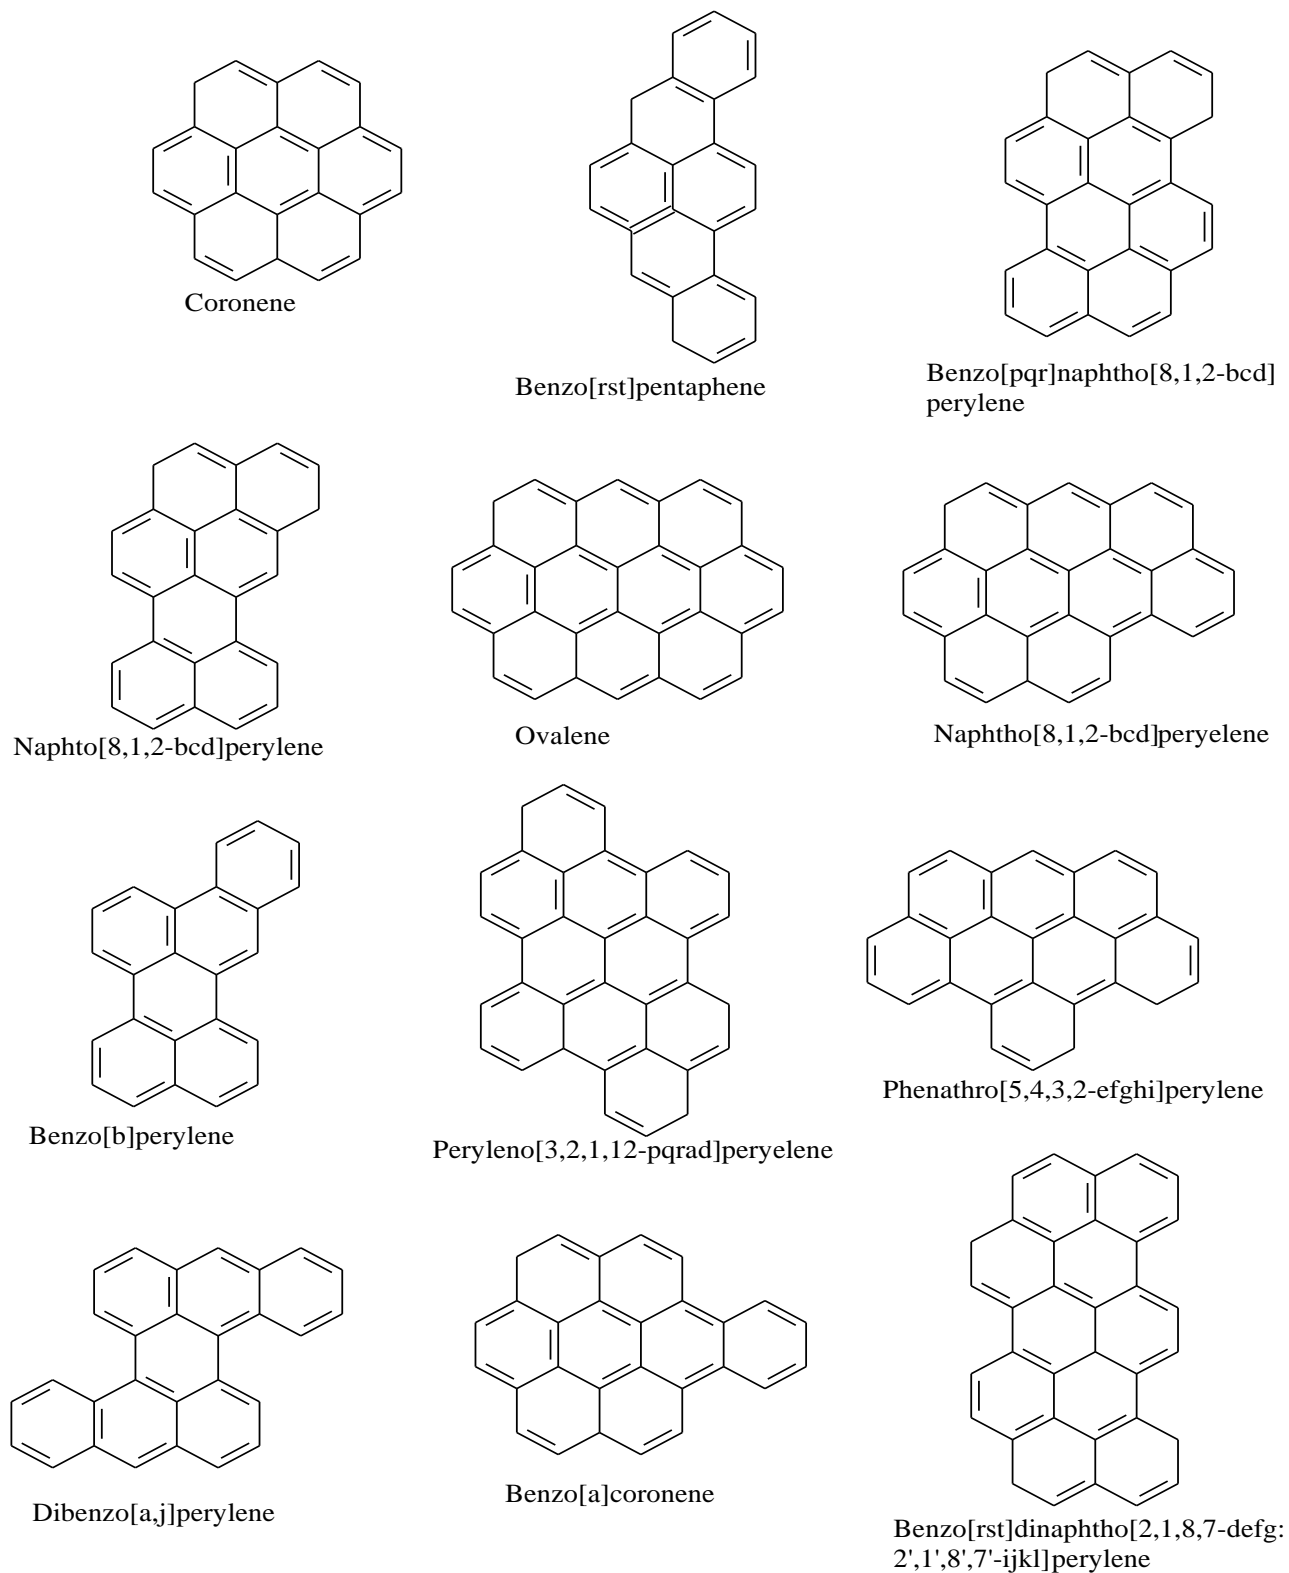 Coronene
Benzo[rst]pentaphene
Benzo[pqr]naphtho[8,1,2-bcd]
perylene
Naphto[8,1,2-bcd]perylene
Ovalene
Naphtho[8,1,2-bcd]peryelene
Benzo[b]perylene
Peryleno[3,2,1,12-pqrad]peryelene
Phenathro[5,4,3,2-efghi]perylene
Dibenzo[a,j]perylene
Benzo[a]coronene
Benzo[rst]dinaphtho[2,1,8,7-defg:
2',1',8',7'-ijkl]perylene